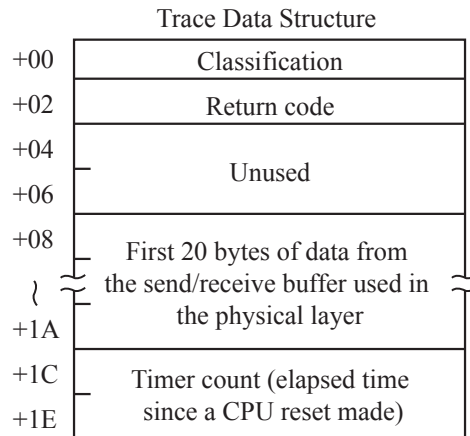 Trace Data Structure
+00
Classification
+02
Return code
+04
Unused
+06
+08
First 20 bytes of data from
the send/receive buffer used in
the physical layer
~
+1A
+1C
Timer count (elapsed time
since a CPU reset made)
+1E